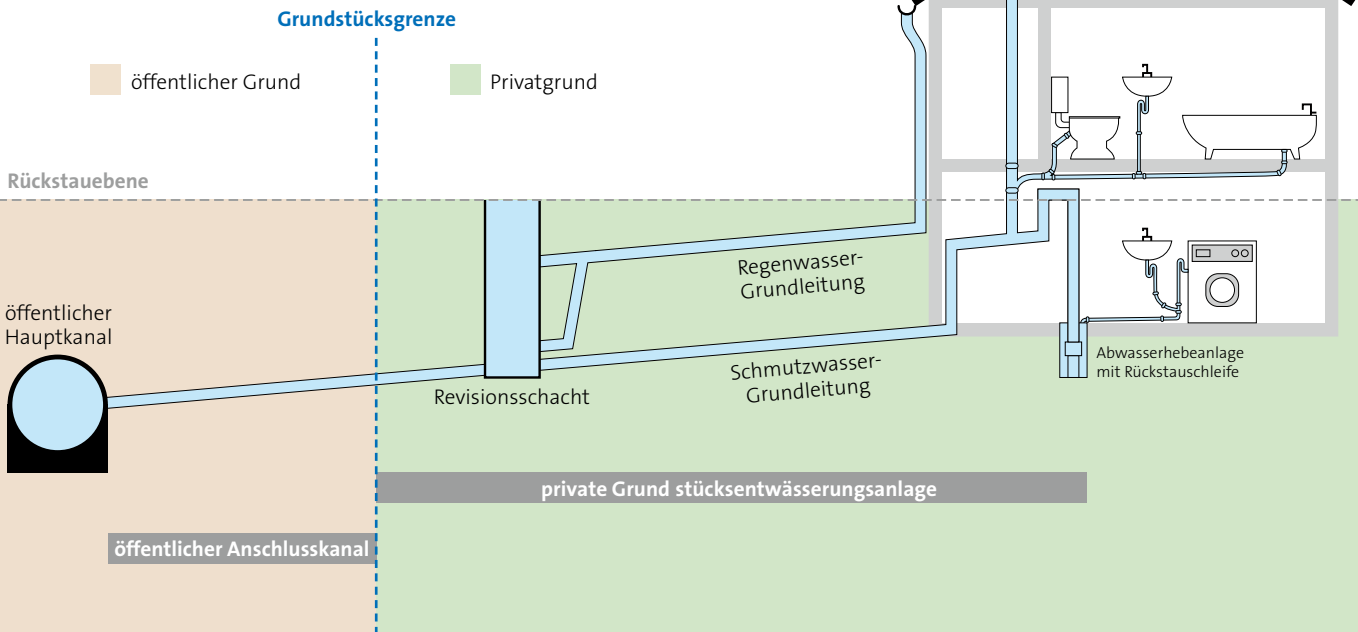 Grundstücksgrenze
öffentlicher Grund
Privatgrund
Rückstauebene
Regenwasser-
Grundleitung
öffentlicher
Hauptkanal
Schmutzwasser-
Grundleitung
Abwasserhebeanlage
mit Rückstauschleife
Revisionsschacht
private Grund stücksentwässerungsanlage
öffentlicher Anschlusskanal